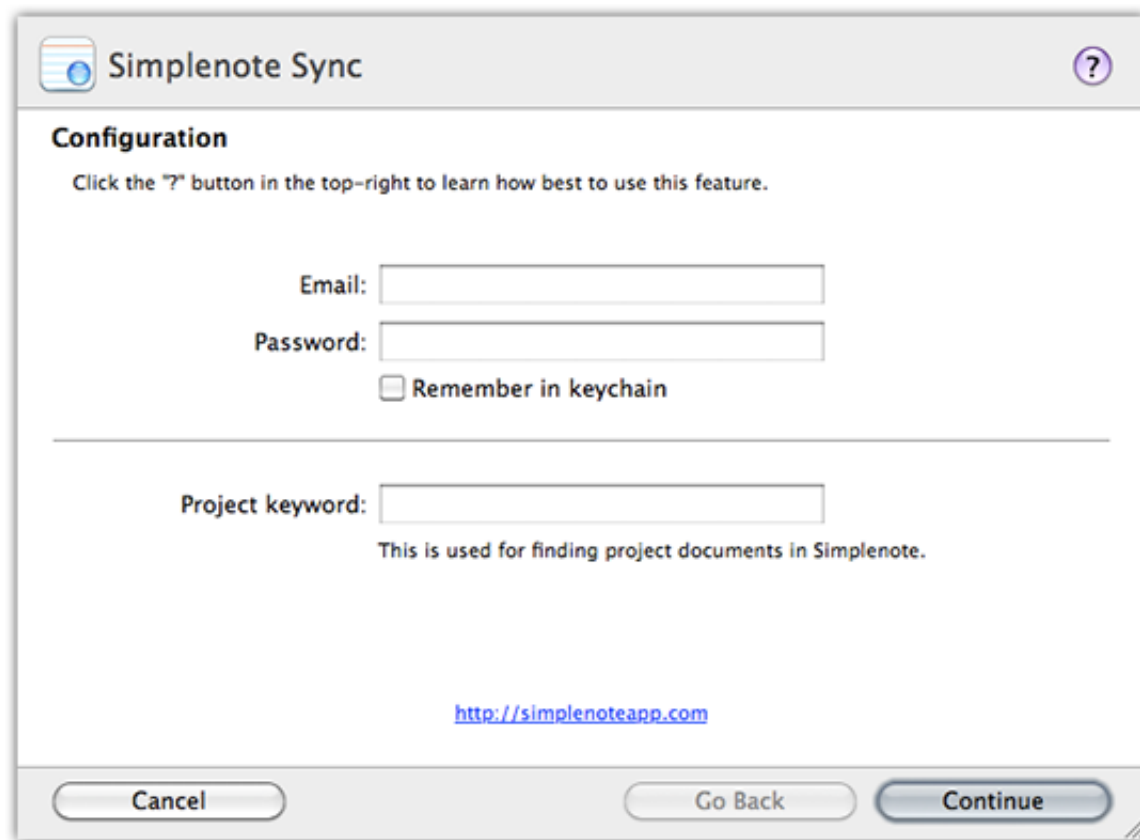 Simplenote Sync
?
Configuration
Click the "?" button in the top-right to learn how best to use this feature.
Email:
Password:
Remember in keychain
Project keyword:
This is used for finding project documents in Simplenote.
http://simplenoteapp.com
Cancel Go Back Continue